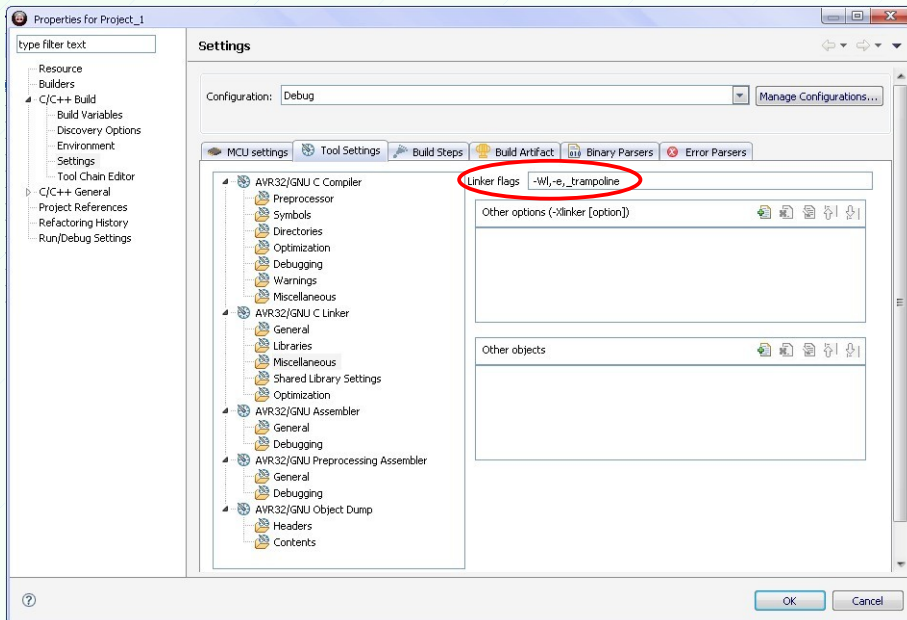 Properties for Project_1
type filter text
Resource
Builders
C/C++ Build
Build Variables
Discovery Options
Environment
Settings
Tool Chain Editor
C/C++ General
Project References
Refactoring History
Run/Debug Settings
Settings
Configuration: Debug
Manage Configurations...
MCU settings Tool Settings Build Steps Build Artifact Binary Parsers Error Parsers
AVR32/GNU C Compiler
Preprocessor
Symbols
Directories
Optimization
Debugging
Warnings
Miscellaneous
AVR32/GNU C Linker
General
Libraries
Miscellaneous
Shared Library Settings
Optimization
AVR32/GNU Assembler
General
Debugging
AVR32/GNU Preprocessing Assembler
General
Debugging
AVR32/GNU Object Dump
Headers
Contents
Linker flags -Wl,-e,_trampoline
Other options (-Xlinker [option])
Other objects
OK Cancel